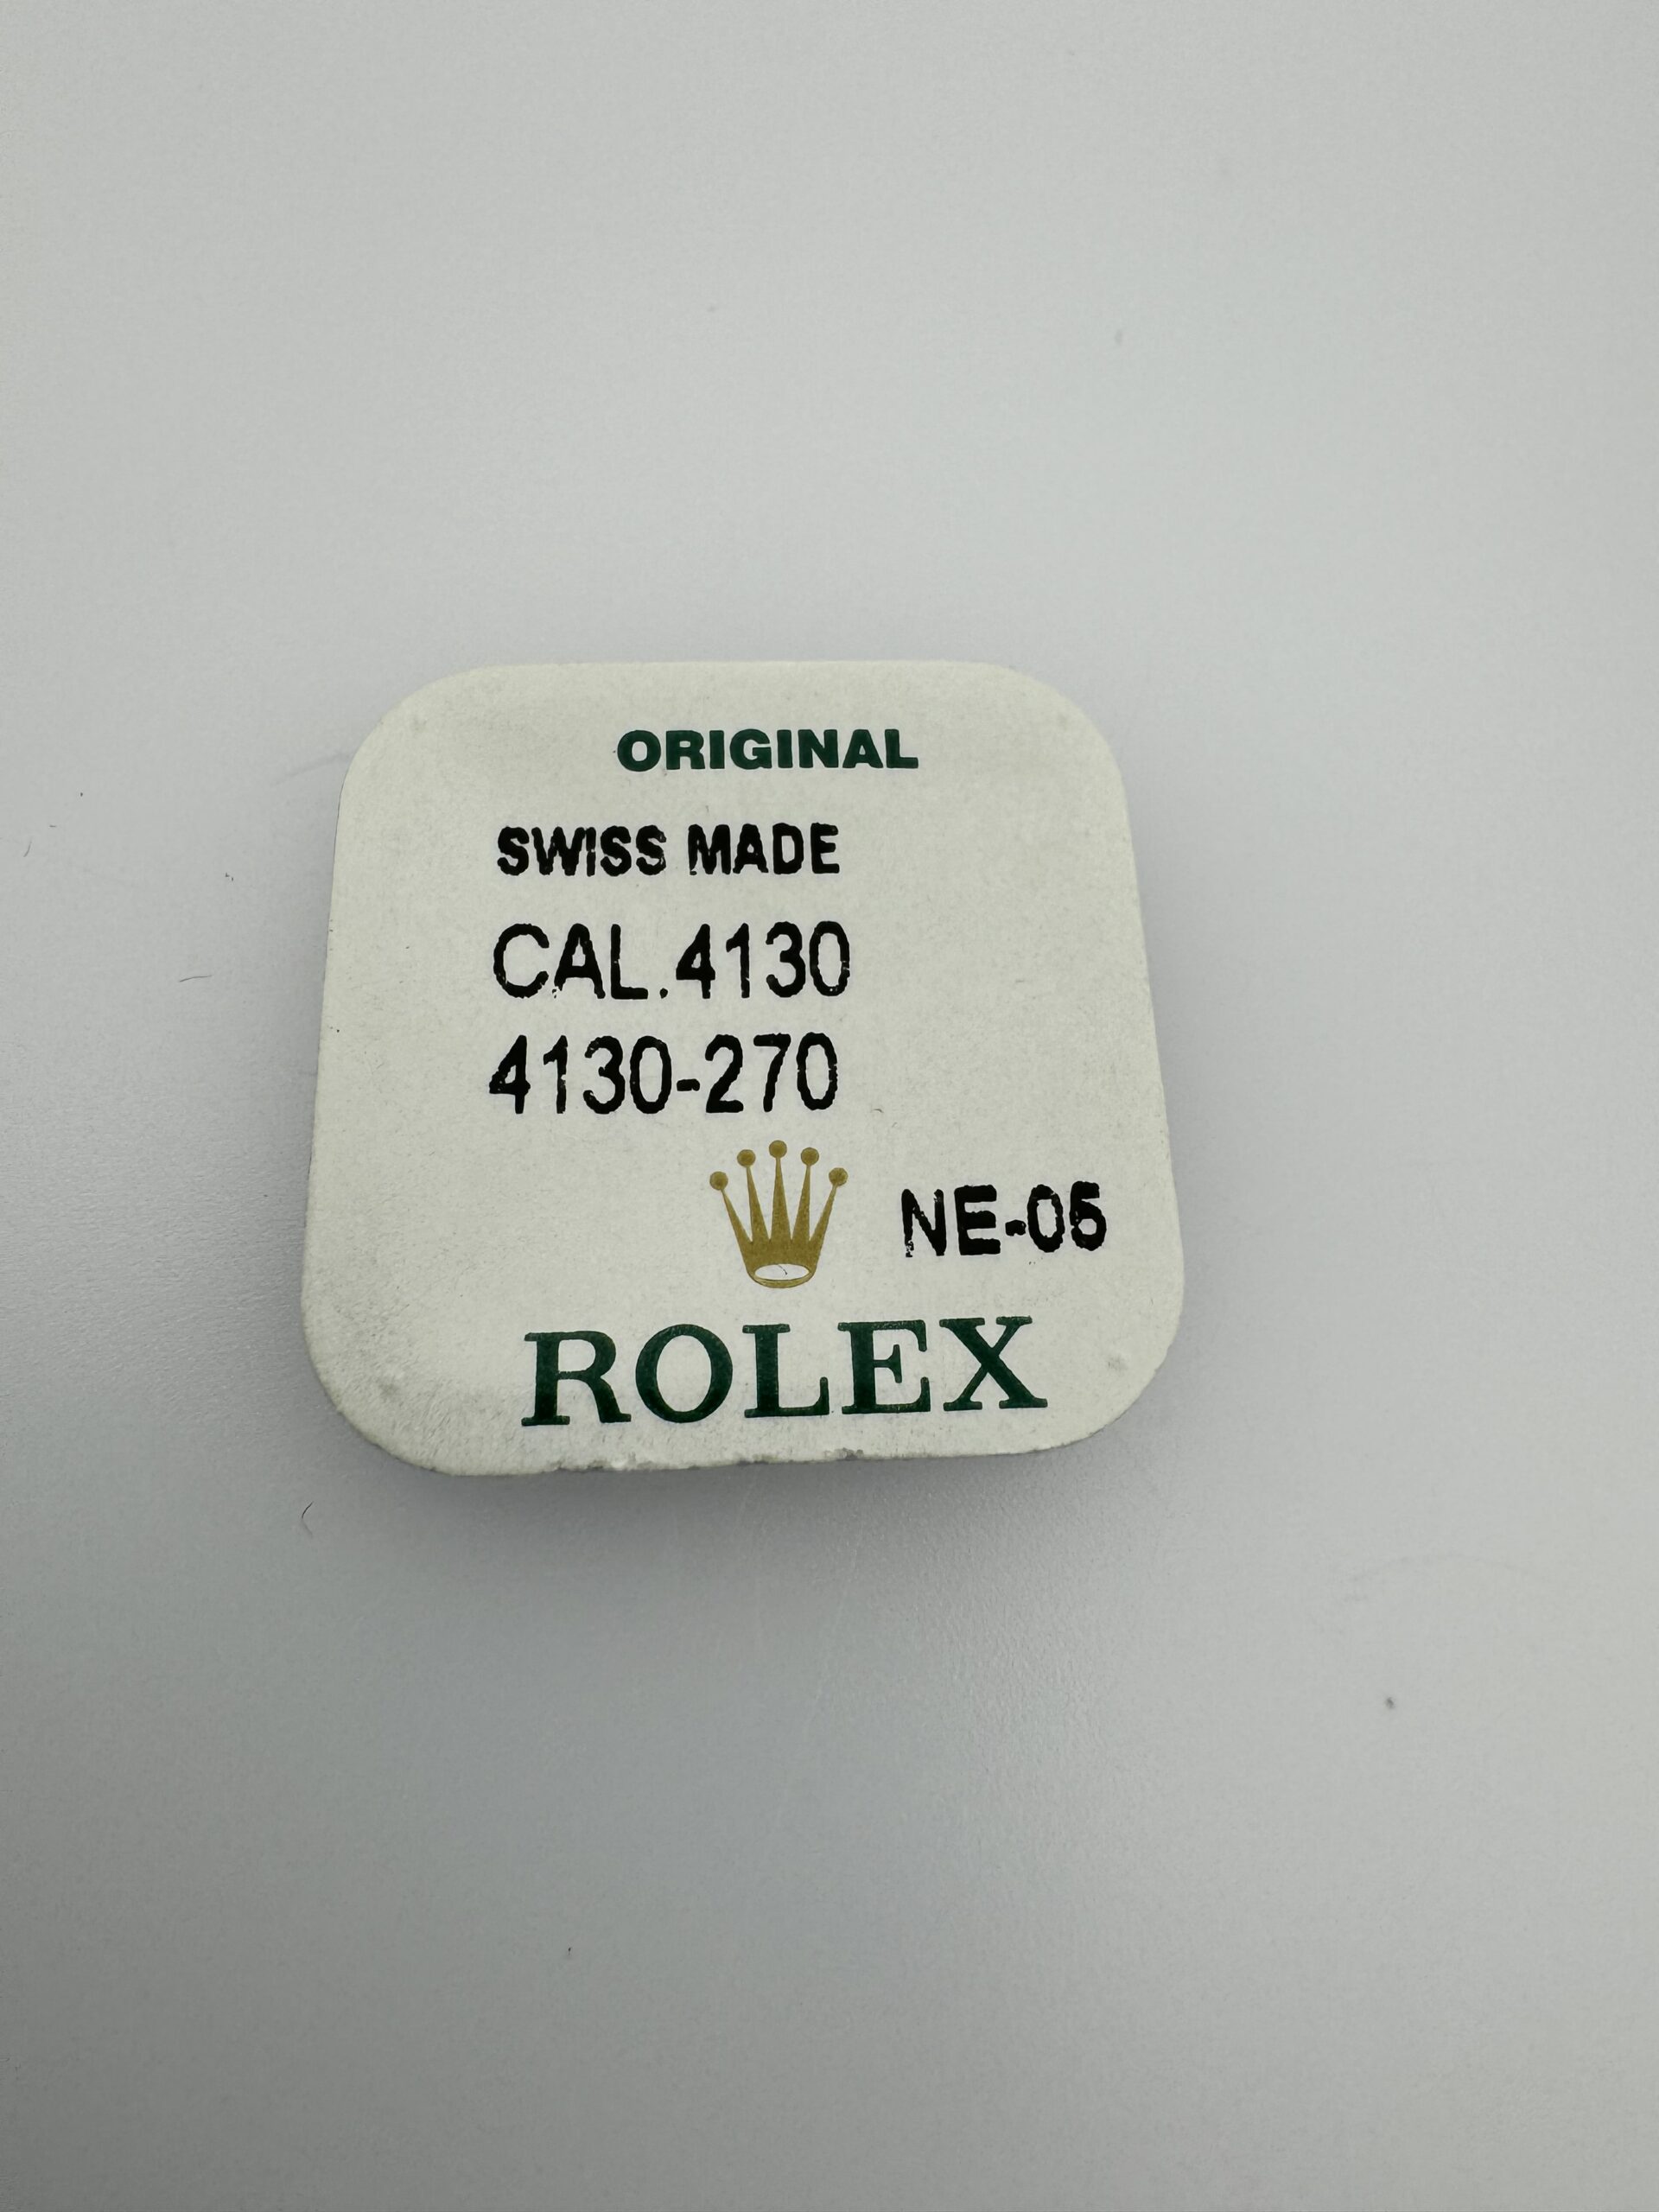 ORIGINAL
SWISS MADE
CAL.4130
4130-270
NE-05
ROLEX